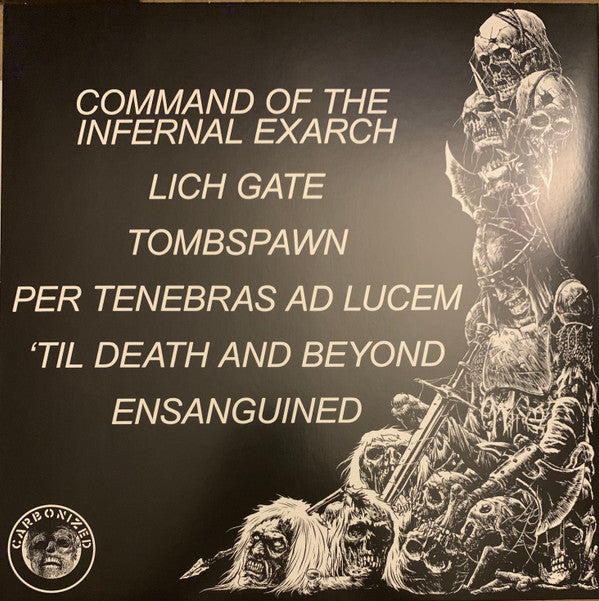 COMMAND OF THE
INFERNAL EXARCH
LICH GATE
TOMBSPAWN
PER TENEBRAS AD LUCEM
‘TIL DEATH AND BEYOND
ENSANGUINED
CARBONIZED